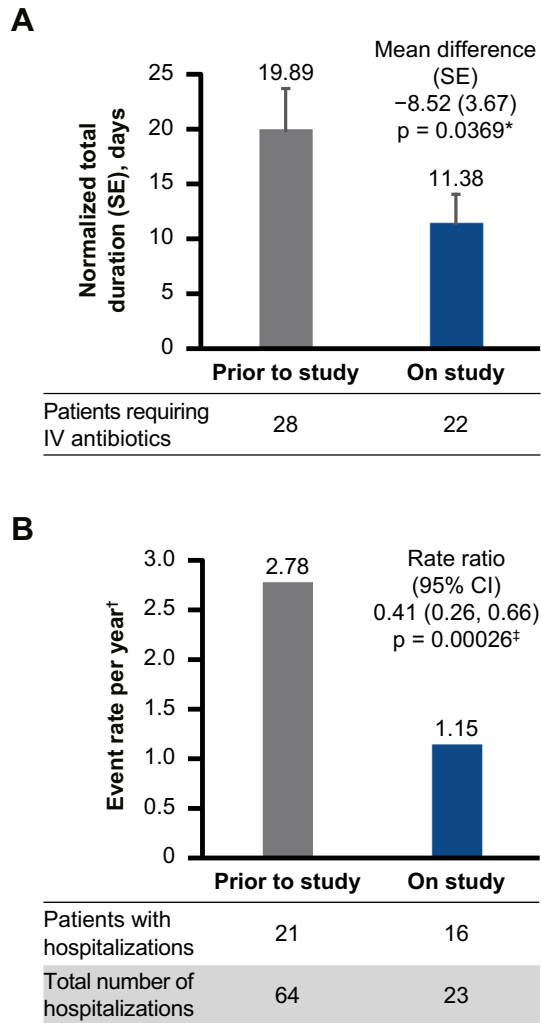 A
Normalized total
duration (SE), days
25
20
15
10
5
0
19.89
11.38
Mean difference
(SE)
−8.52 (3.67)
p = 0.0369*
Prior to study
On study
Patients requiring
IV antibiotics
28
22
B
Event rate per year†
3.0
2.5
2.0
1.5
1.0
0.5
0
2.78
1.15
Rate ratio
(95% CI)
0.41 (0.26, 0.66)
p = 0.00026‡
Prior to study
On study
Patients with
hospitalizations
21
16
Total number of
hospitalizations
64
23